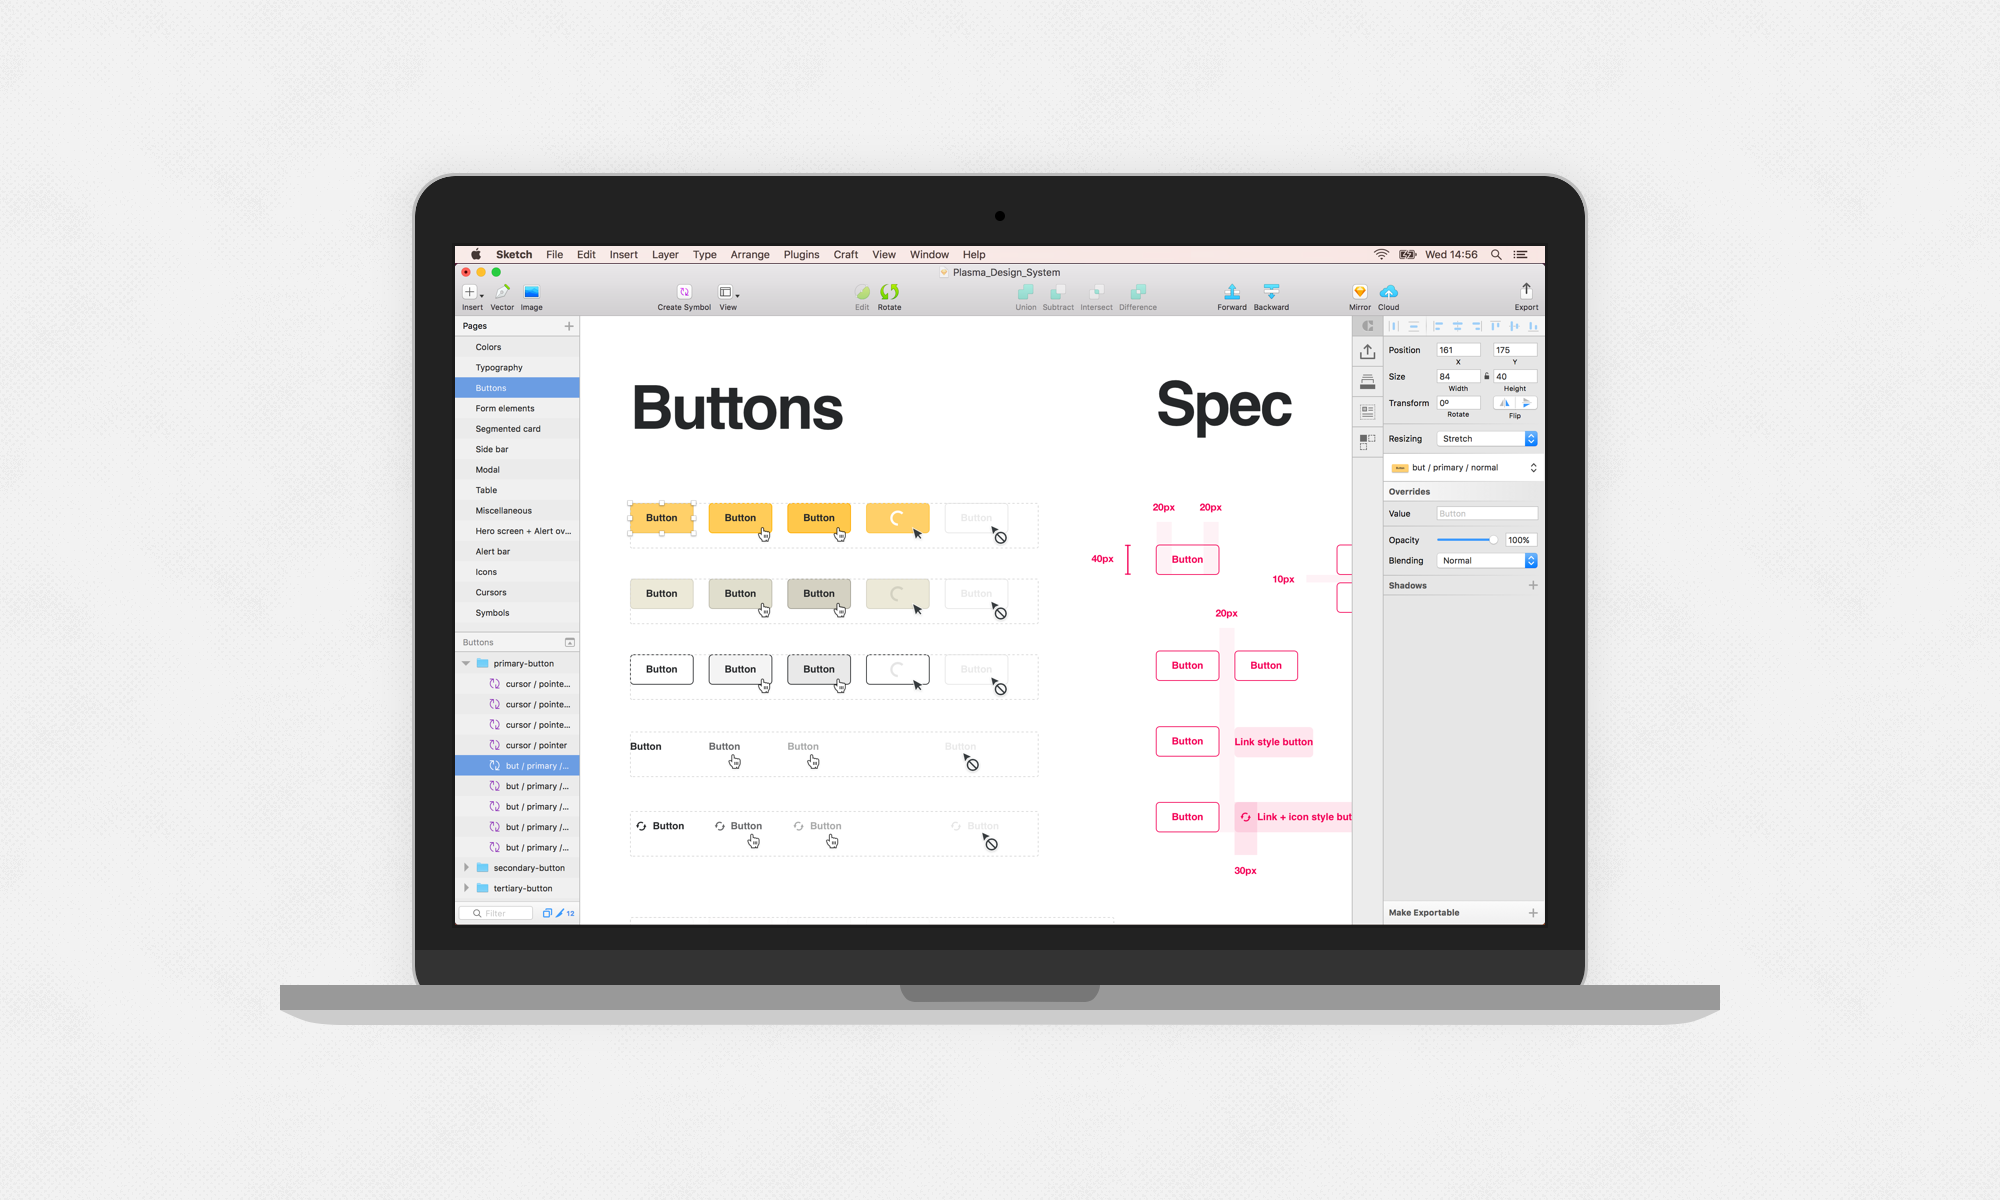 Sketch File Edit Insert Layer Type Arrange Plugins Craft View Window Help Wed 14:56
Plasma_Design_System
Insert Vector Image Create Symbol View Edit Rotate Union Subtract Intersect Difference Forward Backward Mirror Cloud Export
Pages
Colors
Typography
Buttons
Form elements
Segmented card
Side bar
Modal
Table
Miscellaneous
Hero screen + Alert ov...
Alert bar
Icons
Cursors
Symbols
Buttons
primary-button
cursor / pointe...
cursor / pointe...
cursor / pointe...
cursor / pointer
but / primary /...
but / primary /...
but / primary /...
but / primary /...
but / primary /...
secondary-button
tertiary-button
Filter 12
Buttons
Button Button Button Button
Button Button Button Button
Button Button Button Button
Button Button Button Button
Button Button Button Button
Spec
20px 20px
40px Button
10px
20px
Button Button
Button Link style button
Button Link + icon style but
30px
Position 161 175
X Y
Size 84 40
Width Height
Transform 0º
Rotate Flip
Resizing Stretch
but / primary / normal
Overrides
Value Button
Opacity 100%
Blending Normal
Shadows
Make Exportable